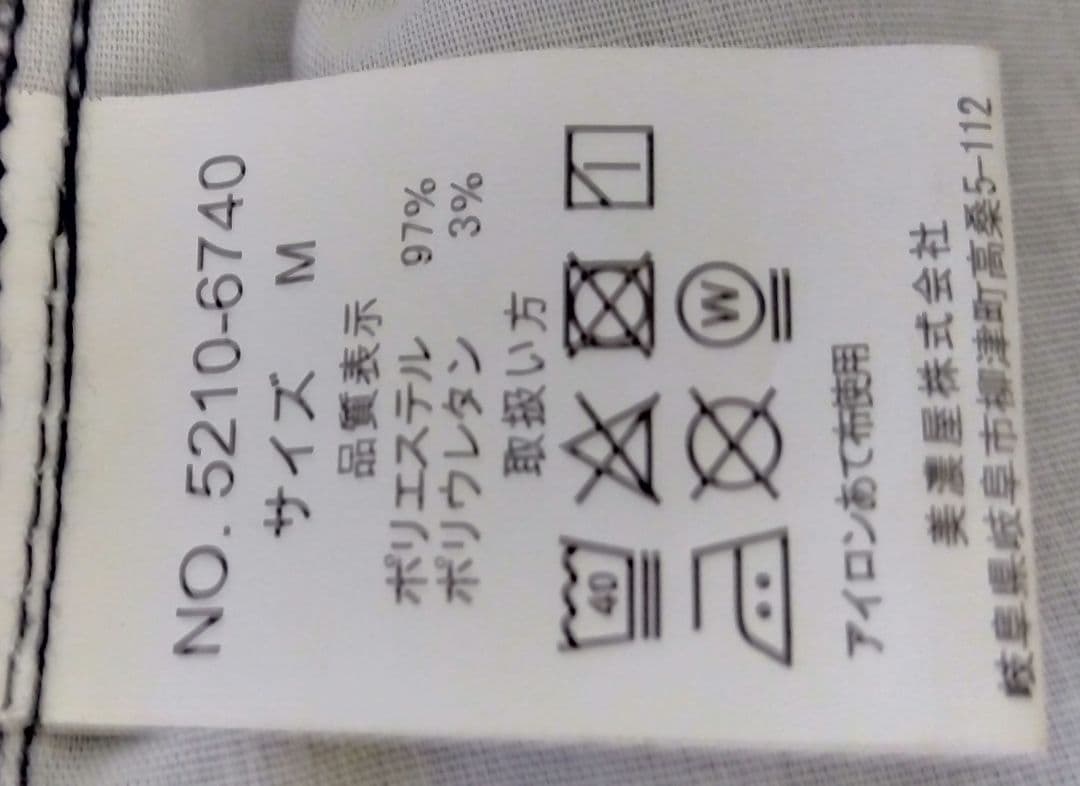 NO. 5210-6740
サイズ M
品質表示
ポリエステル 97%
ポリウレタン 3%
取扱い方
40
W
アイロンあて布使用
美濃屋株式会社
岐阜県岐阜市柳津町高桑5-112